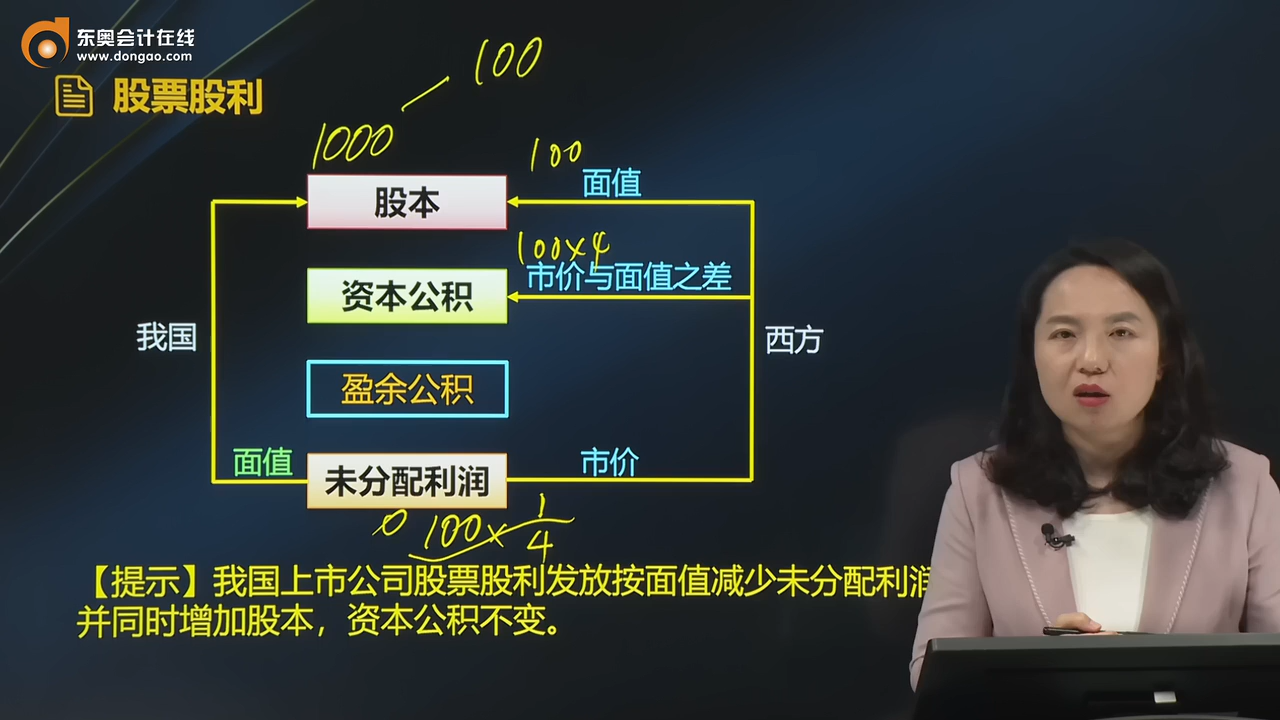 东奥会计在线
www.dongao.com
股票股利
100
1000
100
面值
股本
100×4
市价与面值之差
资本公积
我国
西方
盈余公积
面值
市价
未分配利润
0 100×
1
4
【提示】我国上市公司股票股利发放按面值减少未分配利润
并同时增加股本，资本公积不变。